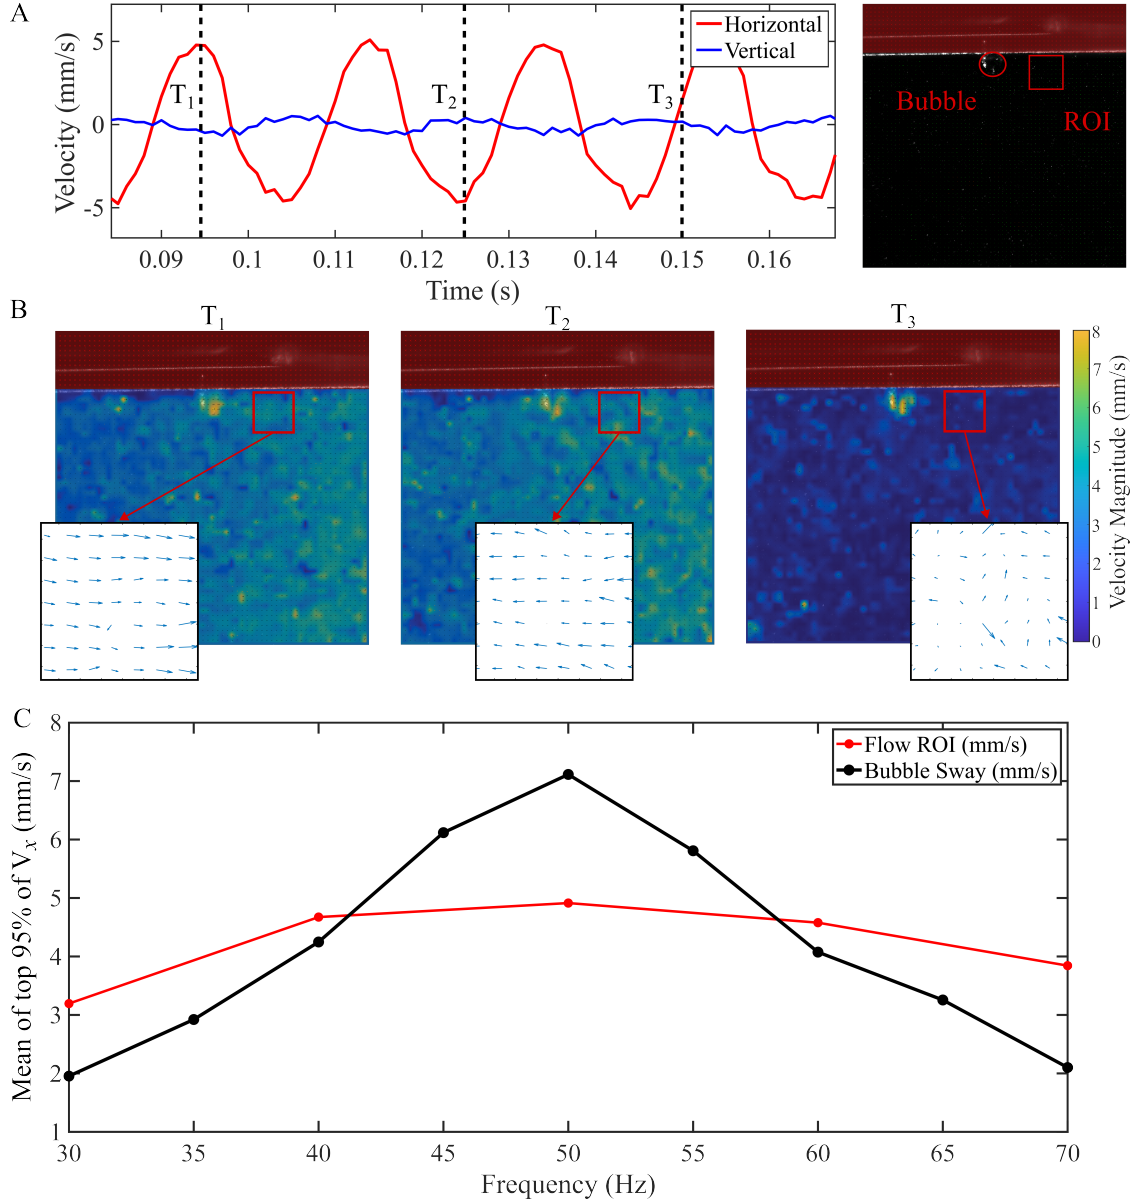 A
Velocity (mm/s)
5
0
-5
T1
T2
T3
Horizontal
Vertical
0.09 0.1 0.11 0.12 0.13 0.14 0.15 0.16
Time (s)
Bubble
ROI
B
T1
T2
T3
8
7
6
5
4
3
2
1
0
Velocity Magnitude (mm/s)
C
Mean of top 95% of Vx (mm/s)
8
7
6
5
4
3
2
1
Flow ROI (mm/s)
Bubble Sway (mm/s)
30 35 40 45 50 55 60 65 70
Frequency (Hz)